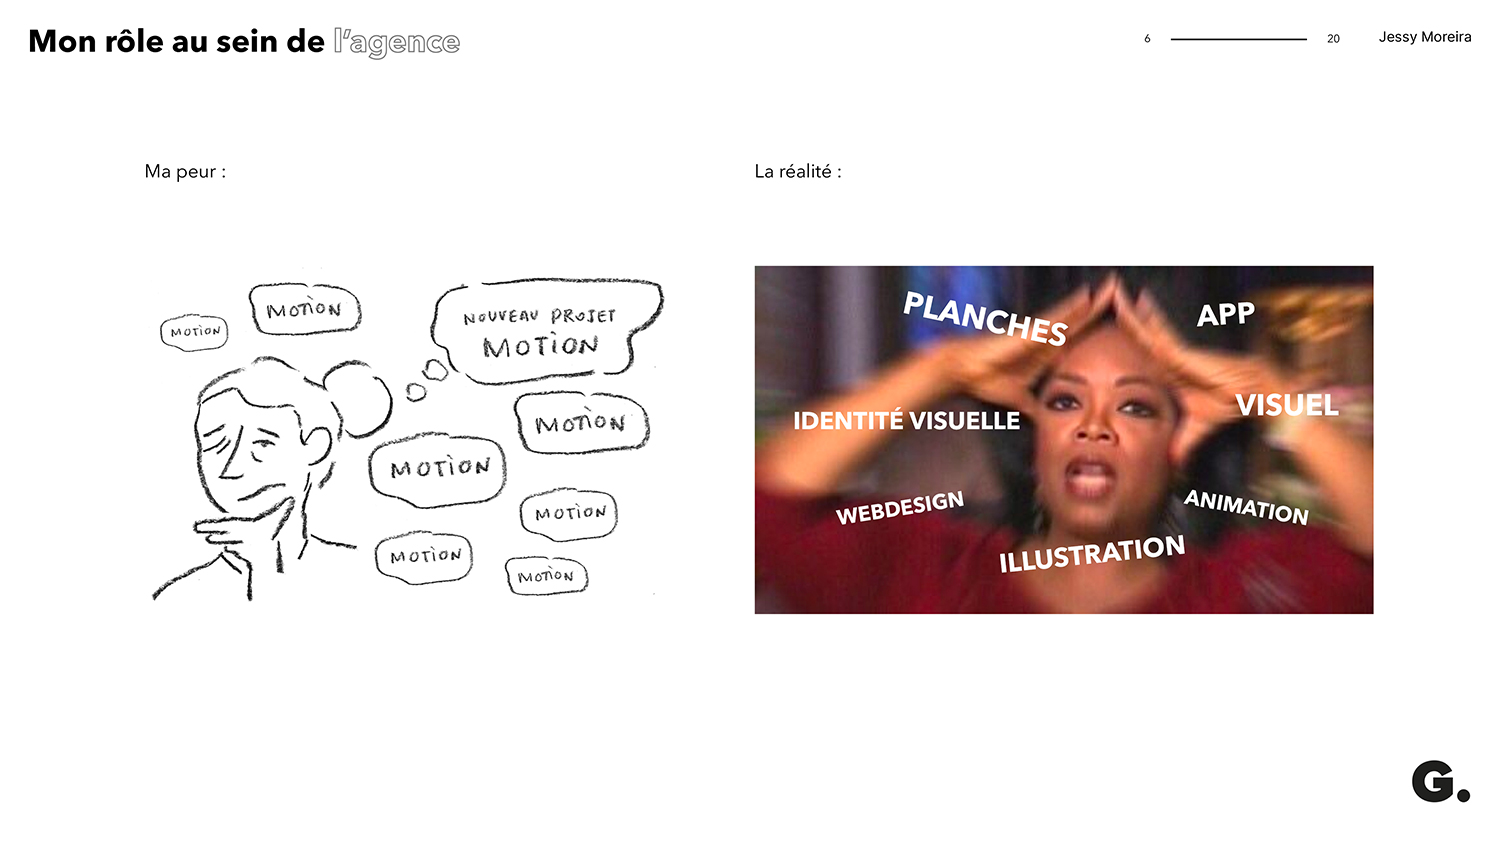 Mon rôle au sein de l'agence
6
20
Jessy Moreira
Ma peur :
La réalité :
MOTION
MOTION
NOUVEAU PROJET
MOTION
MOTION
MOTION
MOTION
MOTION
MOTION
PLANCHES
APP
VISUEL
IDENTITÉ VISUELLE
WEBDESIGN
ANIMATION
ILLUSTRATION
G.